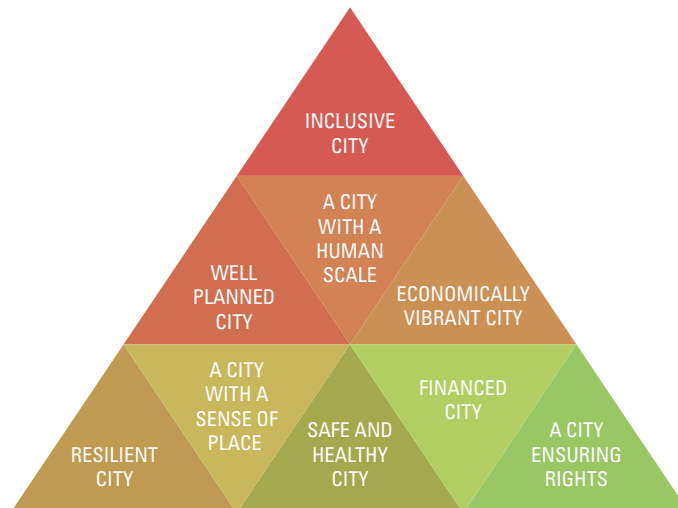 INCLUSIVE
CITY
A CITY
WITH A
HUMAN
SCALE
WELL
PLANNED
CITY
ECONOMICALLY
VIBRANT CITY
A CITY
WITH A
SENSE OF
PLACE
FINANCED
CITY
RESILIENT
CITY
SAFE AND
HEALTHY
CITY
A CITY
ENSURING
RIGHTS